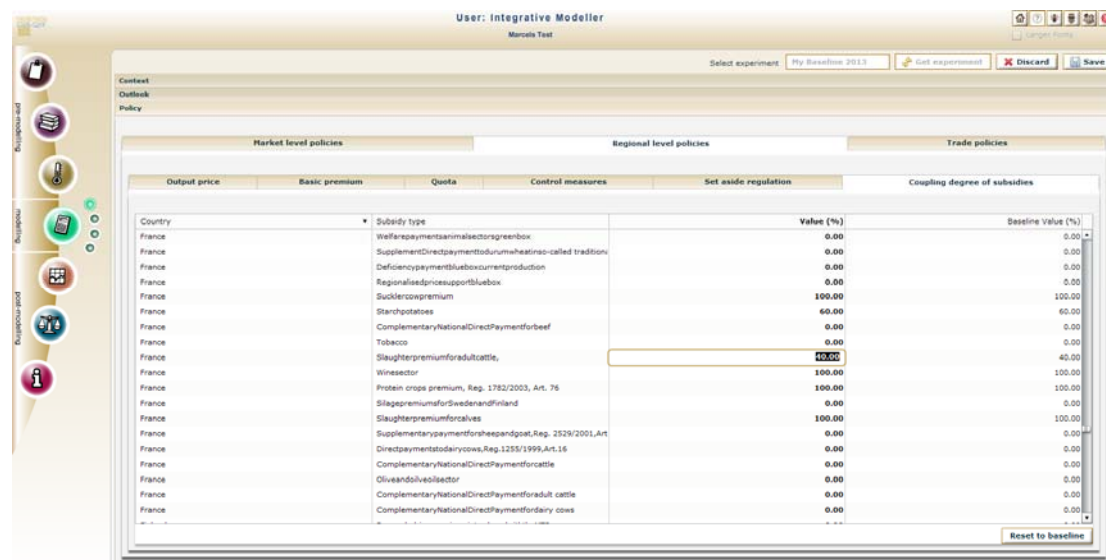 User: Integrative Modeller
Marcels Test
Larger Fonts
Select experiment My Baseline 2013 Get experiment Discard Save
Context
Outlook
Policy
pre-modelling
modelling
post-modelling
Market level policies Regional level policies Trade policies
Output price Basic premium Quota Control measures Set aside regulation Coupling degree of subsidies
Country Subsidy type Value (%) Baseline Value (%)
France Welfarepaymentsanimalsectorsgreenbox 0.00 0.00
France SupplementDirectpaymenttodurumwheatinso-called traditiona 0.00 0.00
France Deficiencypaymentblueboxcurrentproduction 0.00 0.00
France Regionalisedpricesupportbluebox 0.00 0.00
France Sucklercowpremium 100.00 100.00
France Starchpotatoes 60.00 60.00
France ComplementaryNationalDirectPaymentforbeef 0.00 0.00
France Tobacco 0.00 0.00
France Slaughterpremiumforadultcattle, 40.00 40.00
France Winesector 100.00 100.00
France Protein crops premium, Reg. 1782/2003, Art. 76 100.00 100.00
France SilagepremiumsforSwedenandFinland 0.00 0.00
France Slaughterpremiumforcalves 100.00 100.00
France Supplementarypaymentforsheepandgoat,Reg. 2529/2001,Art 0.00 0.00
France Directpaymentstodairycows,Reg.1255/1999,Art.16 0.00 0.00
France ComplementaryNationalDirectPaymentforcattle 0.00 0.00
France Oliveandoilveoilsector 0.00 0.00
France ComplementaryNationalDirectPaymentforadult cattle 0.00 0.00
France ComplementaryNationalDirectPaymentfordairy cows 0.00 0.00
Reset to baseline